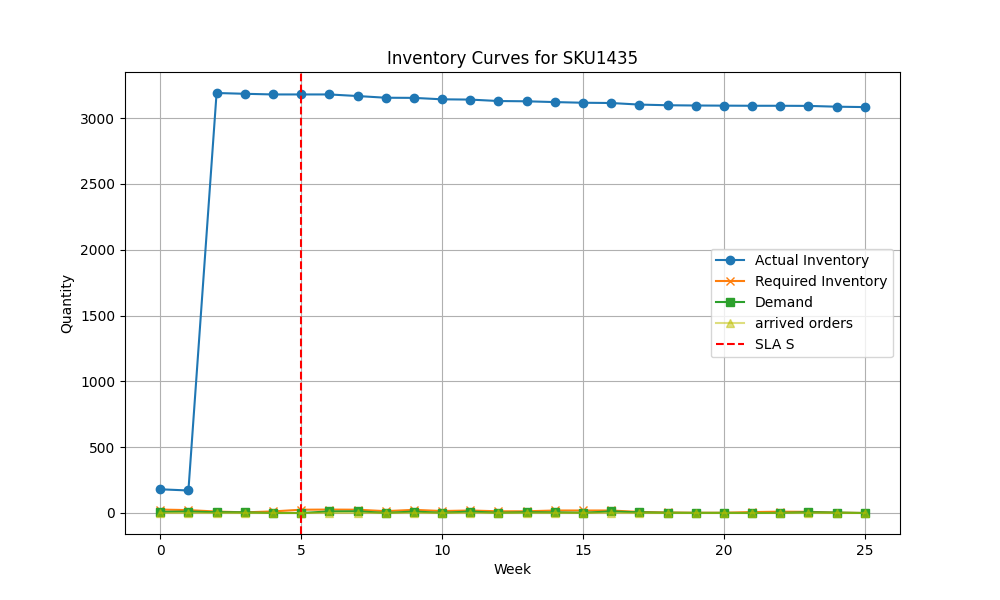 Inventory Curves for SKU1435
Quantity
3000
2500
2000
1500
1000
500
0
Actual Inventory
Required Inventory
Demand
arrived orders
SLA S
0 5 10 15 20 25
Week